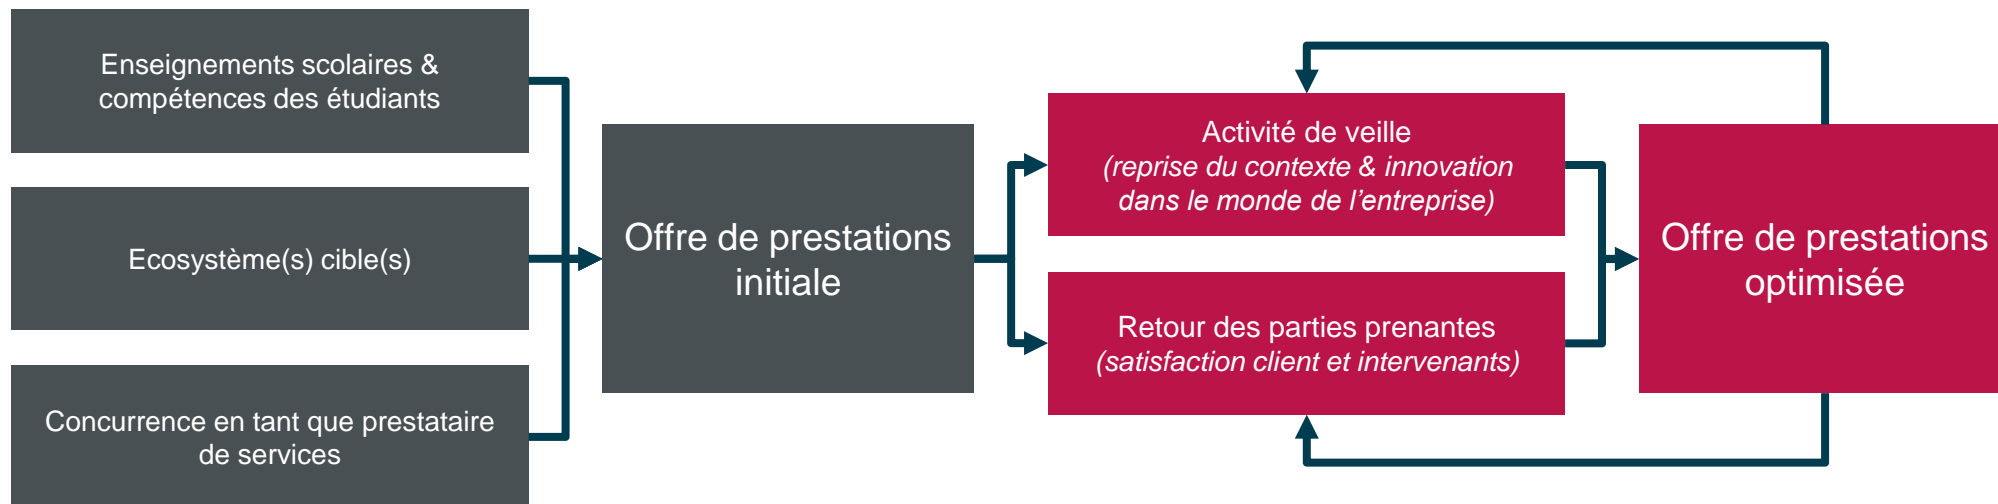 Enseignements scolaires &
compétences des étudiants
Ecosystème(s) cible(s)
Concurrence en tant que prestataire
de services
Offre de prestations
initiale
Activité de veille
(reprise du contexte & innovation
dans le monde de l'entreprise)
Retour des parties prenantes
(satisfaction client et intervenants)
Offre de prestations
optimisée